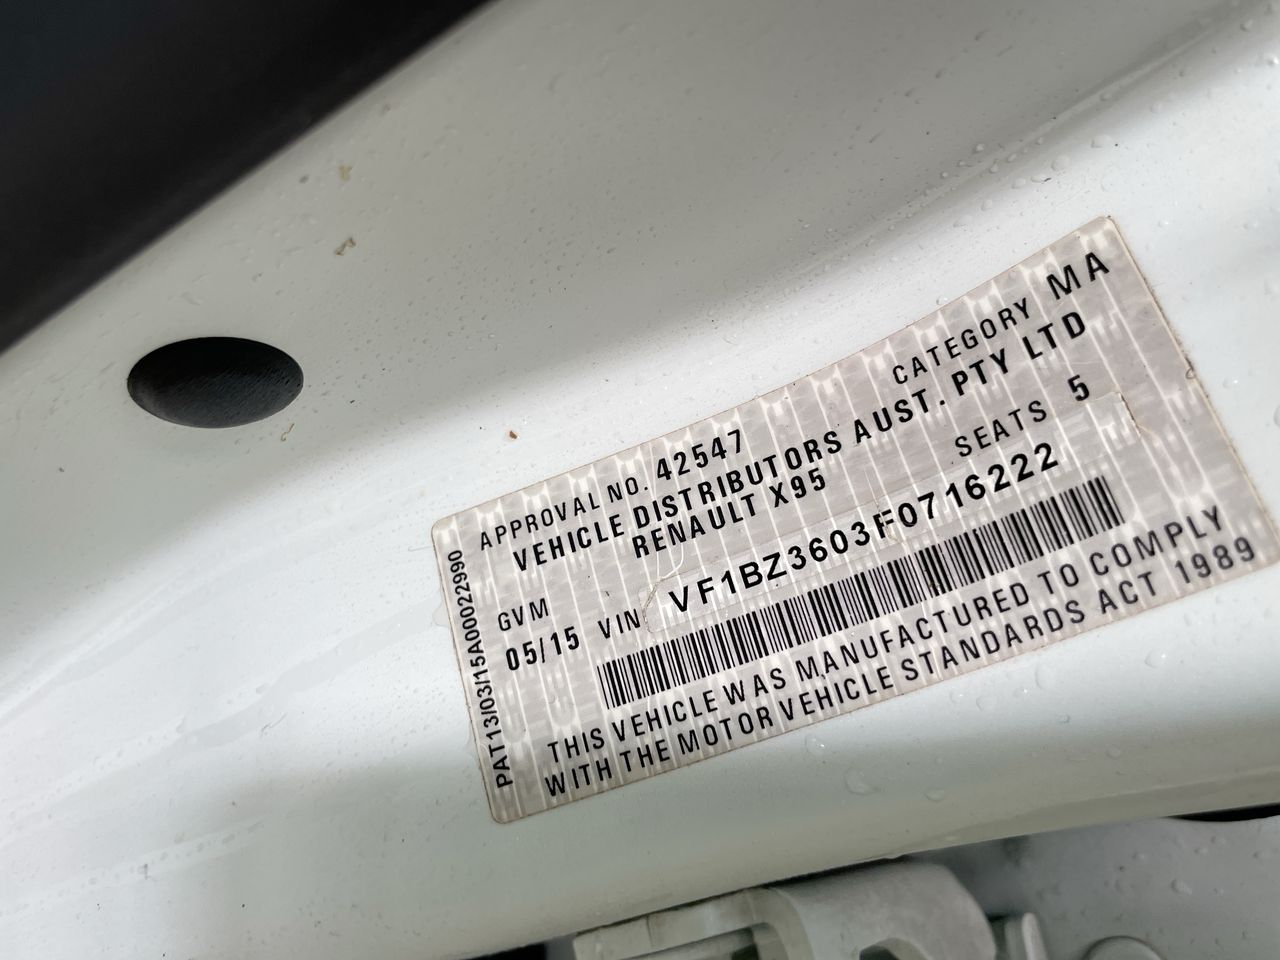 APPROVAL NO. 42547 CATEGORY MA
VEHICLE DISTRIBUTORS AUST. PTY LTD
RENAULT X95 SEATS 5
GVM
05/15 VIN VF1BZ3603F0716222
THIS VEHICLE WAS MANUFACTURED TO COMPLY
WITH THE MOTOR VEHICLE STANDARDS ACT 1989
PAT13/03/15A00022990